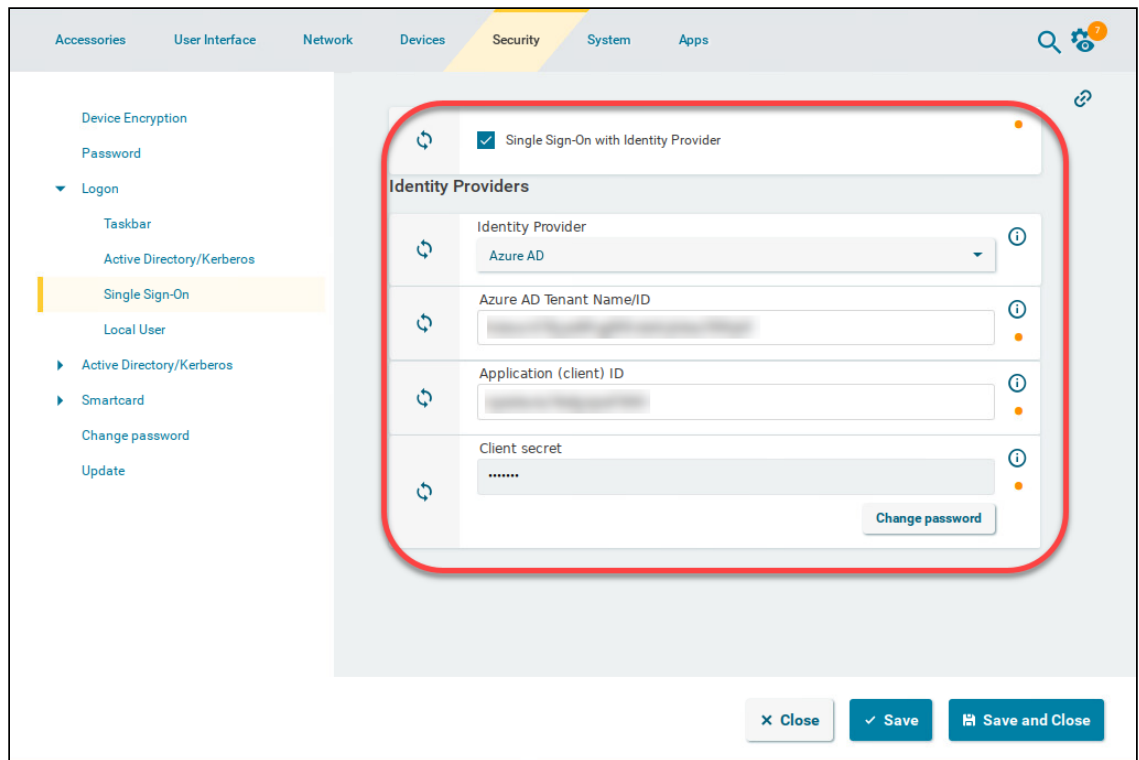 Accessories User Interface Network Devices Security System Apps
7
Device Encryption
Password
Logon
Taskbar
Active Directory/Kerberos
Single Sign-On
Local User
Active Directory/Kerberos
Smartcard
Change password
Update
Single Sign-On with Identity Provider
Identity Providers
Identity Provider
Azure AD
Azure AD Tenant Name/ID
Application (client) ID
Client secret
•••••••
Change password
Close Save Save and Close